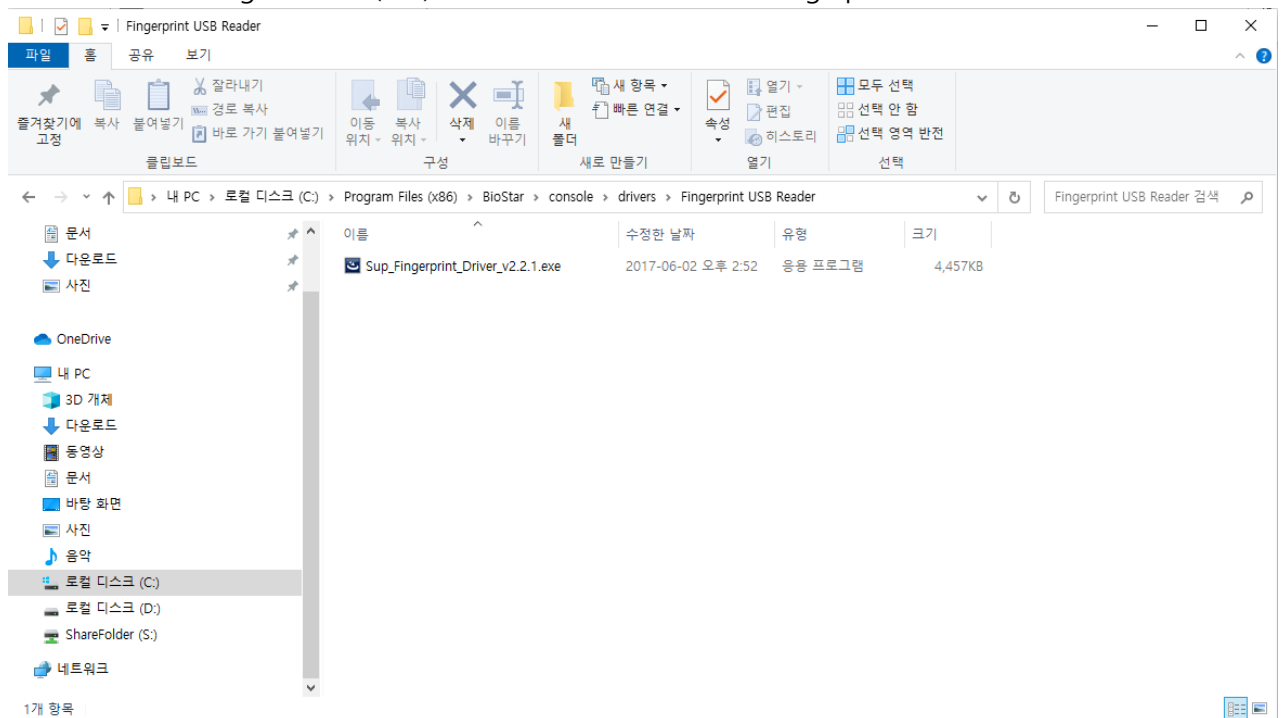 Fingerprint USB Reader
파일 홈 공유 보기
즐겨찾기에 고정
복사
붙여넣기
잘라내기
경로 복사
바로 가기 붙여넣기
클립보드
이동 위치
복사 위치
삭제
이름 바꾸기
구성
새 폴더
새 항목
빠른 연결
새로 만들기
속성
열기
편집
히스토리
열기
모두 선택
선택 안 함
선택 영역 반전
선택
내 PC > 로컬 디스크 (C:) > Program Files (x86) > BioStar > console > drivers > Fingerprint USB Reader
Fingerprint USB Reader 검색
문서
다운로드
사진
OneDrive
내 PC
3D 개체
다운로드
동영상
문서
바탕 화면
사진
음악
로컬 디스크 (C:)
로컬 디스크 (D:)
ShareFolder (S:)
네트워크
이름 수정한 날짜 유형 크기
Sup_Fingerprint_Driver_v2.2.1.exe 2017-06-02 오후 2:52 응용 프로그램 4,457KB
1개 항목